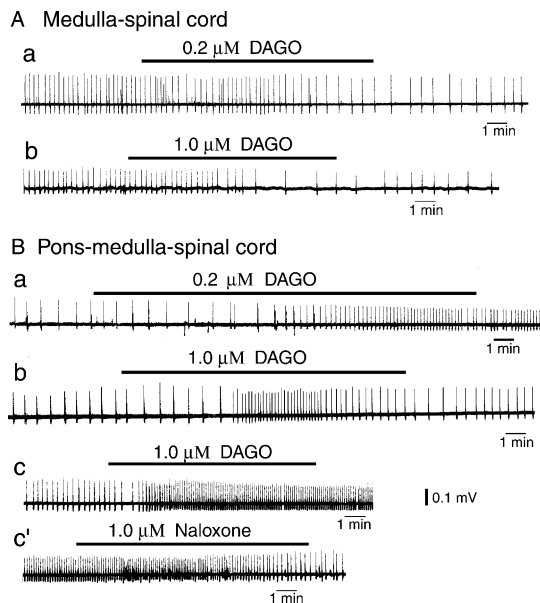 A Medulla-spinal cord
a
0.2 µM DAGO
1 min
b
1.0 µM DAGO
1 min
B Pons-medulla-spinal cord
a
0.2 µM DAGO
1 min
b
1.0 µM DAGO
1 min
c
1.0 µM DAGO
0.1 mV
1 min
c'
1.0 µM Naloxone
1 min